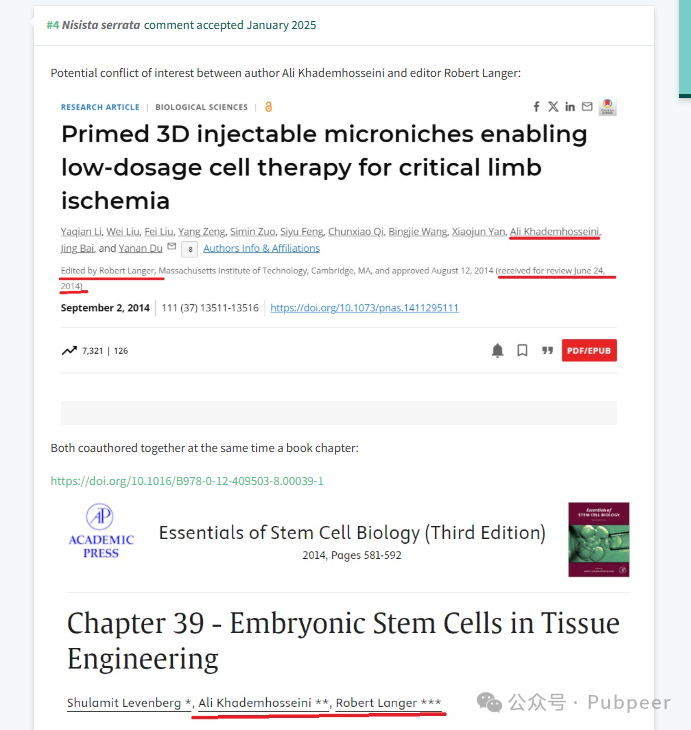 #4 Nisista serrata comment accepted January 2025
Potential conflict of interest between author Ali Khademhosseini and editor Robert Langer:
RESEARCH ARTICLE | BIOLOGICAL SCIENCES |
Primed 3D injectable microniches enabling
low-dosage cell therapy for critical limb
ischemia
Yaqian Li, Wei Liu, Fei Liu, Yang Zeng, Simin Zuo, Siyu Feng, Chunxiao Qi, Bingjie Wang, Xiaojun Yan, Ali Khademhosseini,
Jing Bai, and Yanan Du 8 Authors Info & Affiliations
Edited by Robert Langer, Massachusetts Institute of Technology, Cambridge, MA, and approved August 12, 2014 (received for review June 24,
2014)
September 2, 2014 | 111 (37) 13511-13516 | https://doi.org/10.1073/pnas.1411295111
7,321 | 126
PDF/EPUB
Both coauthored together at the same time a book chapter:
https://doi.org/10.1016/B978-0-12-409503-8.00039-1
AP
ACADEMIC
PRESS
Essentials of Stem Cell Biology (Third Edition)
2014, Pages 581-592
Essentials of
STEM CELL BIOLOGY
Chapter 39 - Embryonic Stem Cells in Tissue
Engineering
Shulamit Levenberg *, Ali Khademhosseini **, Robert Langer ***
公众号 · Pubpeer